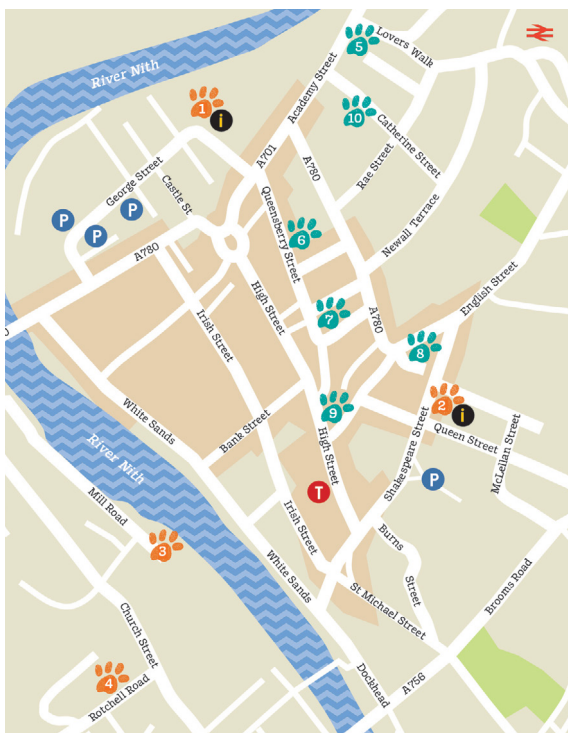 5
Lovers Walk
River Nith
Academy Street
1
i
10
Catherine Street
George Street
A701
A780
Rae Street
Castle St
P
P
P
Queensberry Street
6
Newall Terrace
A780
High Street
English Street
7
A780
Irish Street
8
White Sands
9
2
i
Bank Street
High Street
Shakespeare Street
Queen Street
McLellan Street
River Nith
P
T
Mill Road
Irish Street
3
Burns
Street
White Sands
St Michael Street
Brooms Road
Church Street
4
Rotchell Road
Dockhead
A756